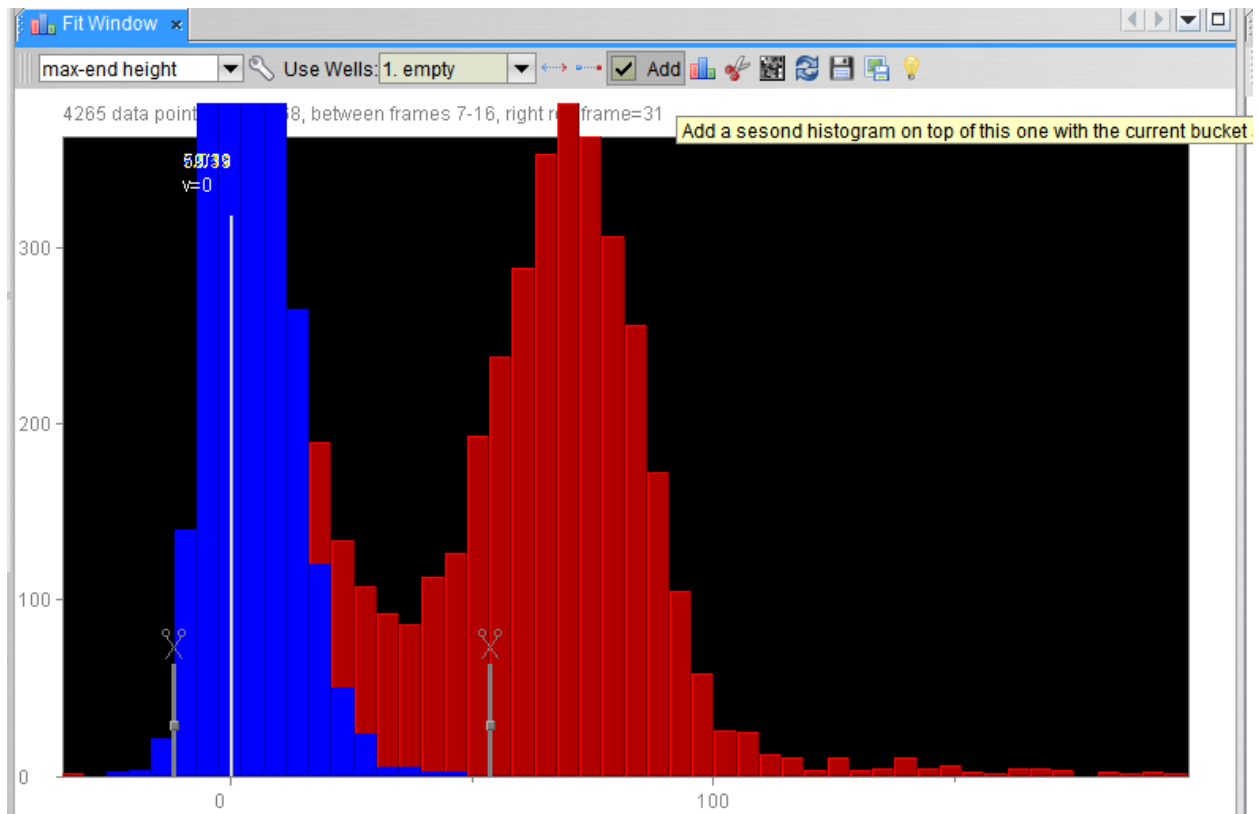 Fit Window ×
max-end height Use Wells: 1. empty Add
4265 data point 8, between frames 7-16, right r frame=31
Add a sesond histogram on top of this one with the current bucket
v=0
300
200
100
0
0 100